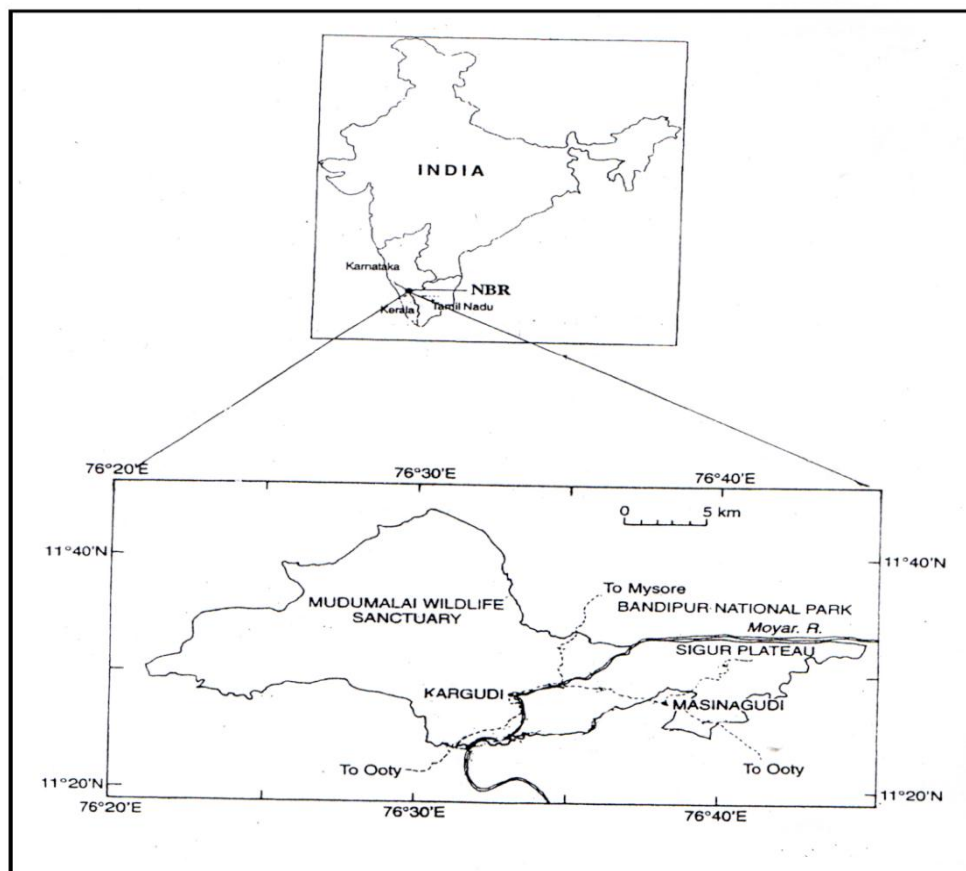 INDIA
Karnataka
NBR
Kerala
Tamil Nadu
76°20'E
76°30'E
76°40'E
0 5 km
11°40'N
11°40'N
To Mysore
MUDUMALAI WILDLIFE
SANCTUARY
BANDIPUR NATIONAL PARK
Moyar. R.
SIGUR PLATEAU
KARGUDI
MASINAGUDI
To Ooty
To Ooty
11°20'N
11°20'N
76°20'E
76°30'E
76°40'E